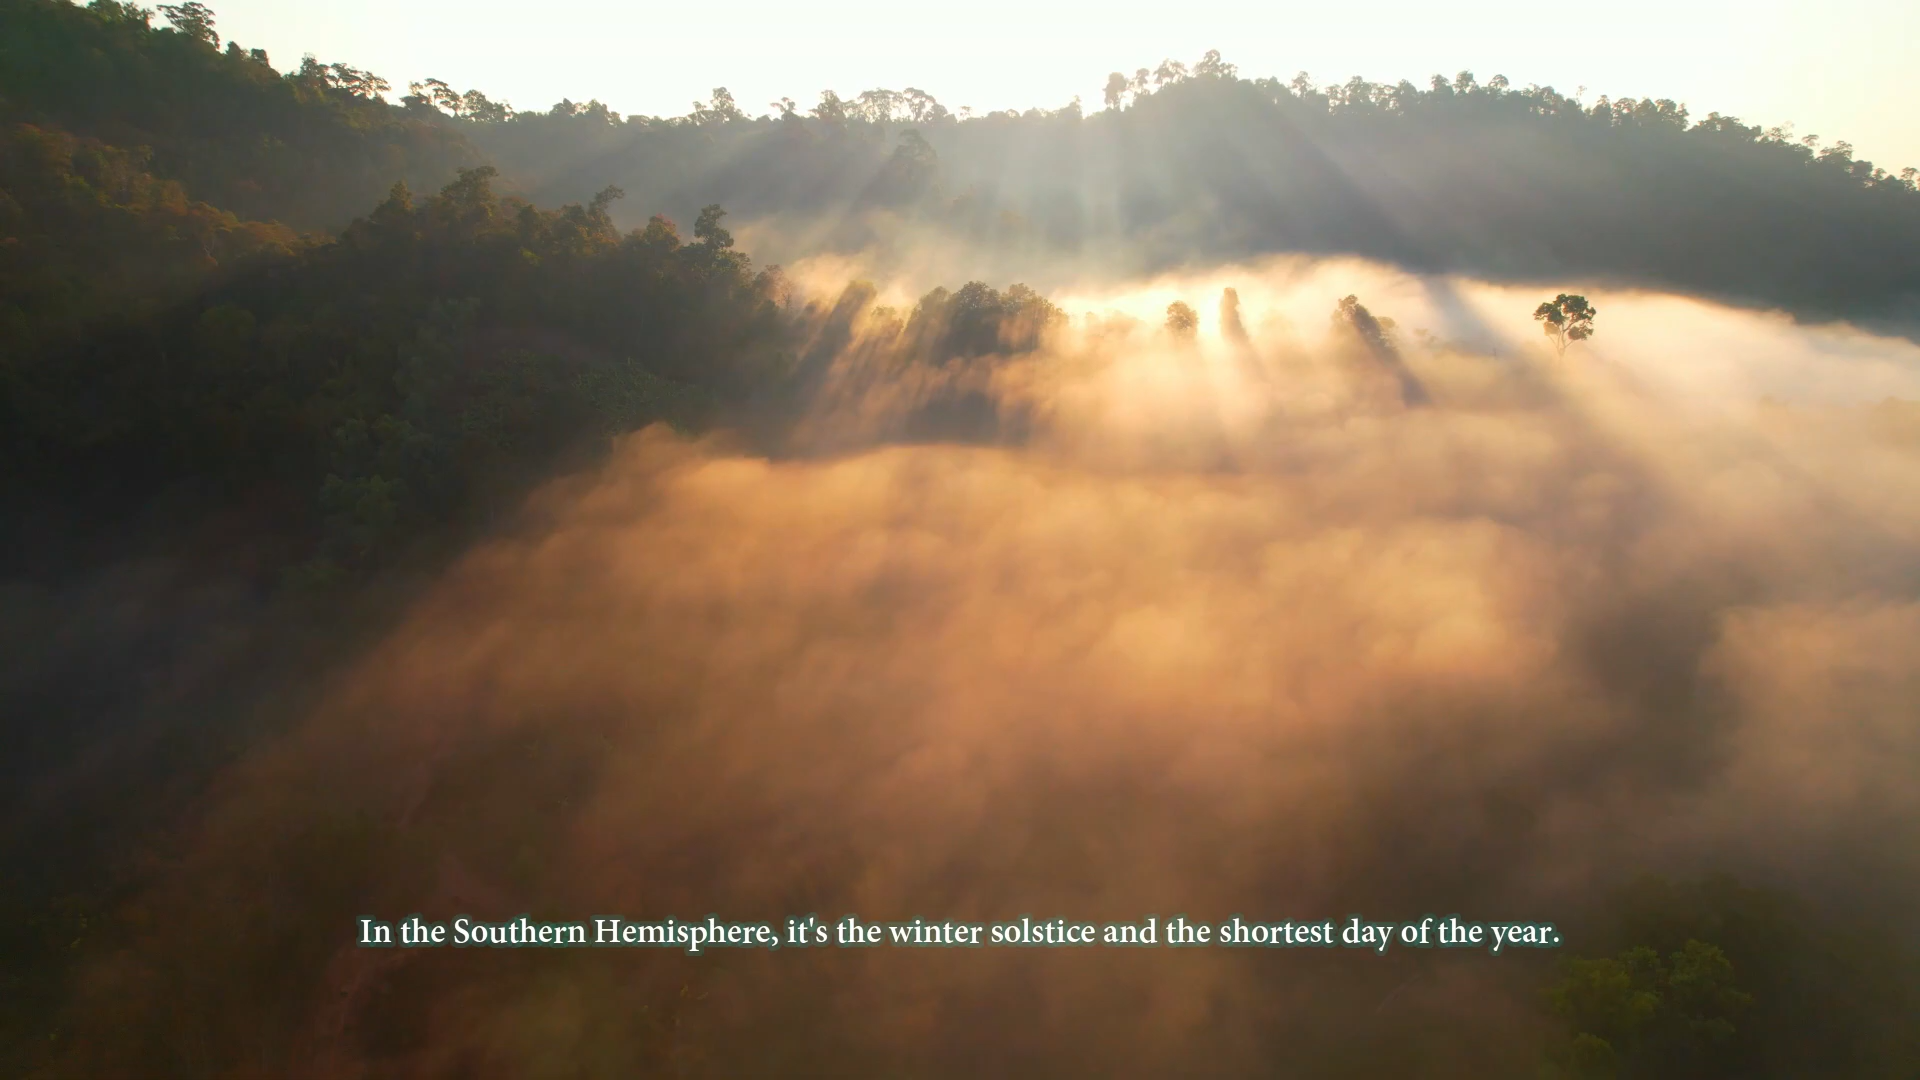 In the Southern Hemisphere, it's the winter solstice and the shortest day of the year.